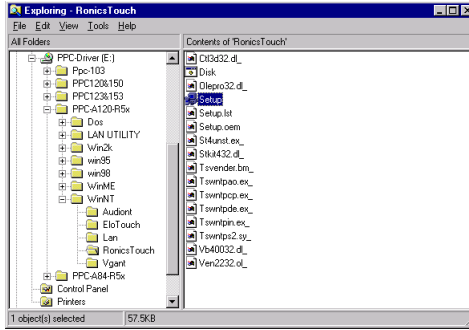 Exploring - RonicsTouch
File Edit View Tools Help
All Folders
Contents of 'RonicsTouch'
PPC-Driver (E:)
Ppc-103
PPC120&150
PPC123&153
PPC-A120-R5x
Dos
LAN UTILITY
Win2k
win95
win98
WinME
WinNT
Audiont
EloTouch
Lan
RonicsTouch
Vgant
PPC-A84-R5x
Control Panel
Printers
Ctl3d32.dl_
Disk
Olepro32.dl_
Setup
Setup.lst
Setup.oem
St4unst.ex_
Stkit432.dl_
Tsvender.bm_
Tswntpao.ex_
Tswntpcp.ex_
Tswntpde.ex_
Tswntpin.ex_
Tswntps2.sy_
Vb40032.dl_
Ven2232.ol_
1 object(s) selected
57.5KB